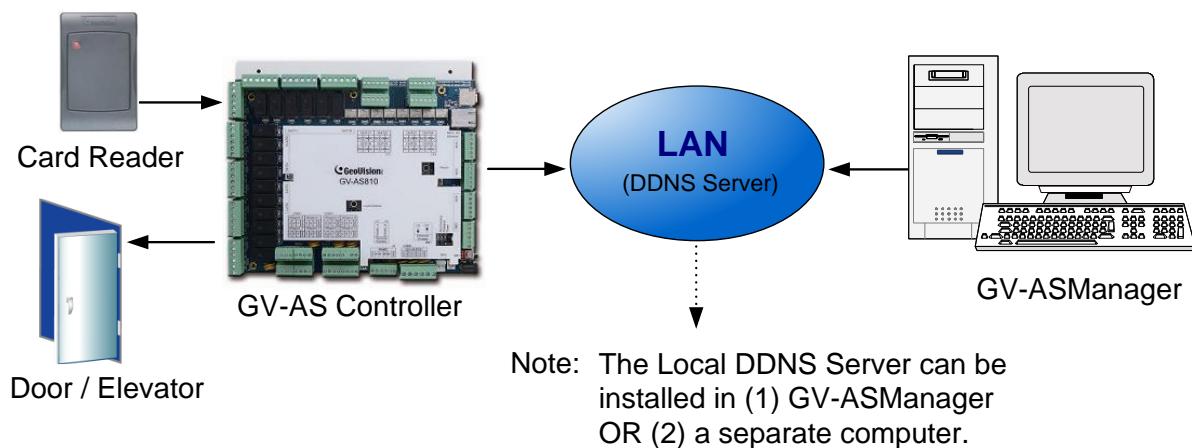 Card Reader
Door / Elevator
GeoVision
GV-AS810
GV-AS Controller
LAN
(DDNS Server)
GV-ASManager
Note: The Local DDNS Server can be
installed in (1) GV-ASManager
OR (2) a separate computer.